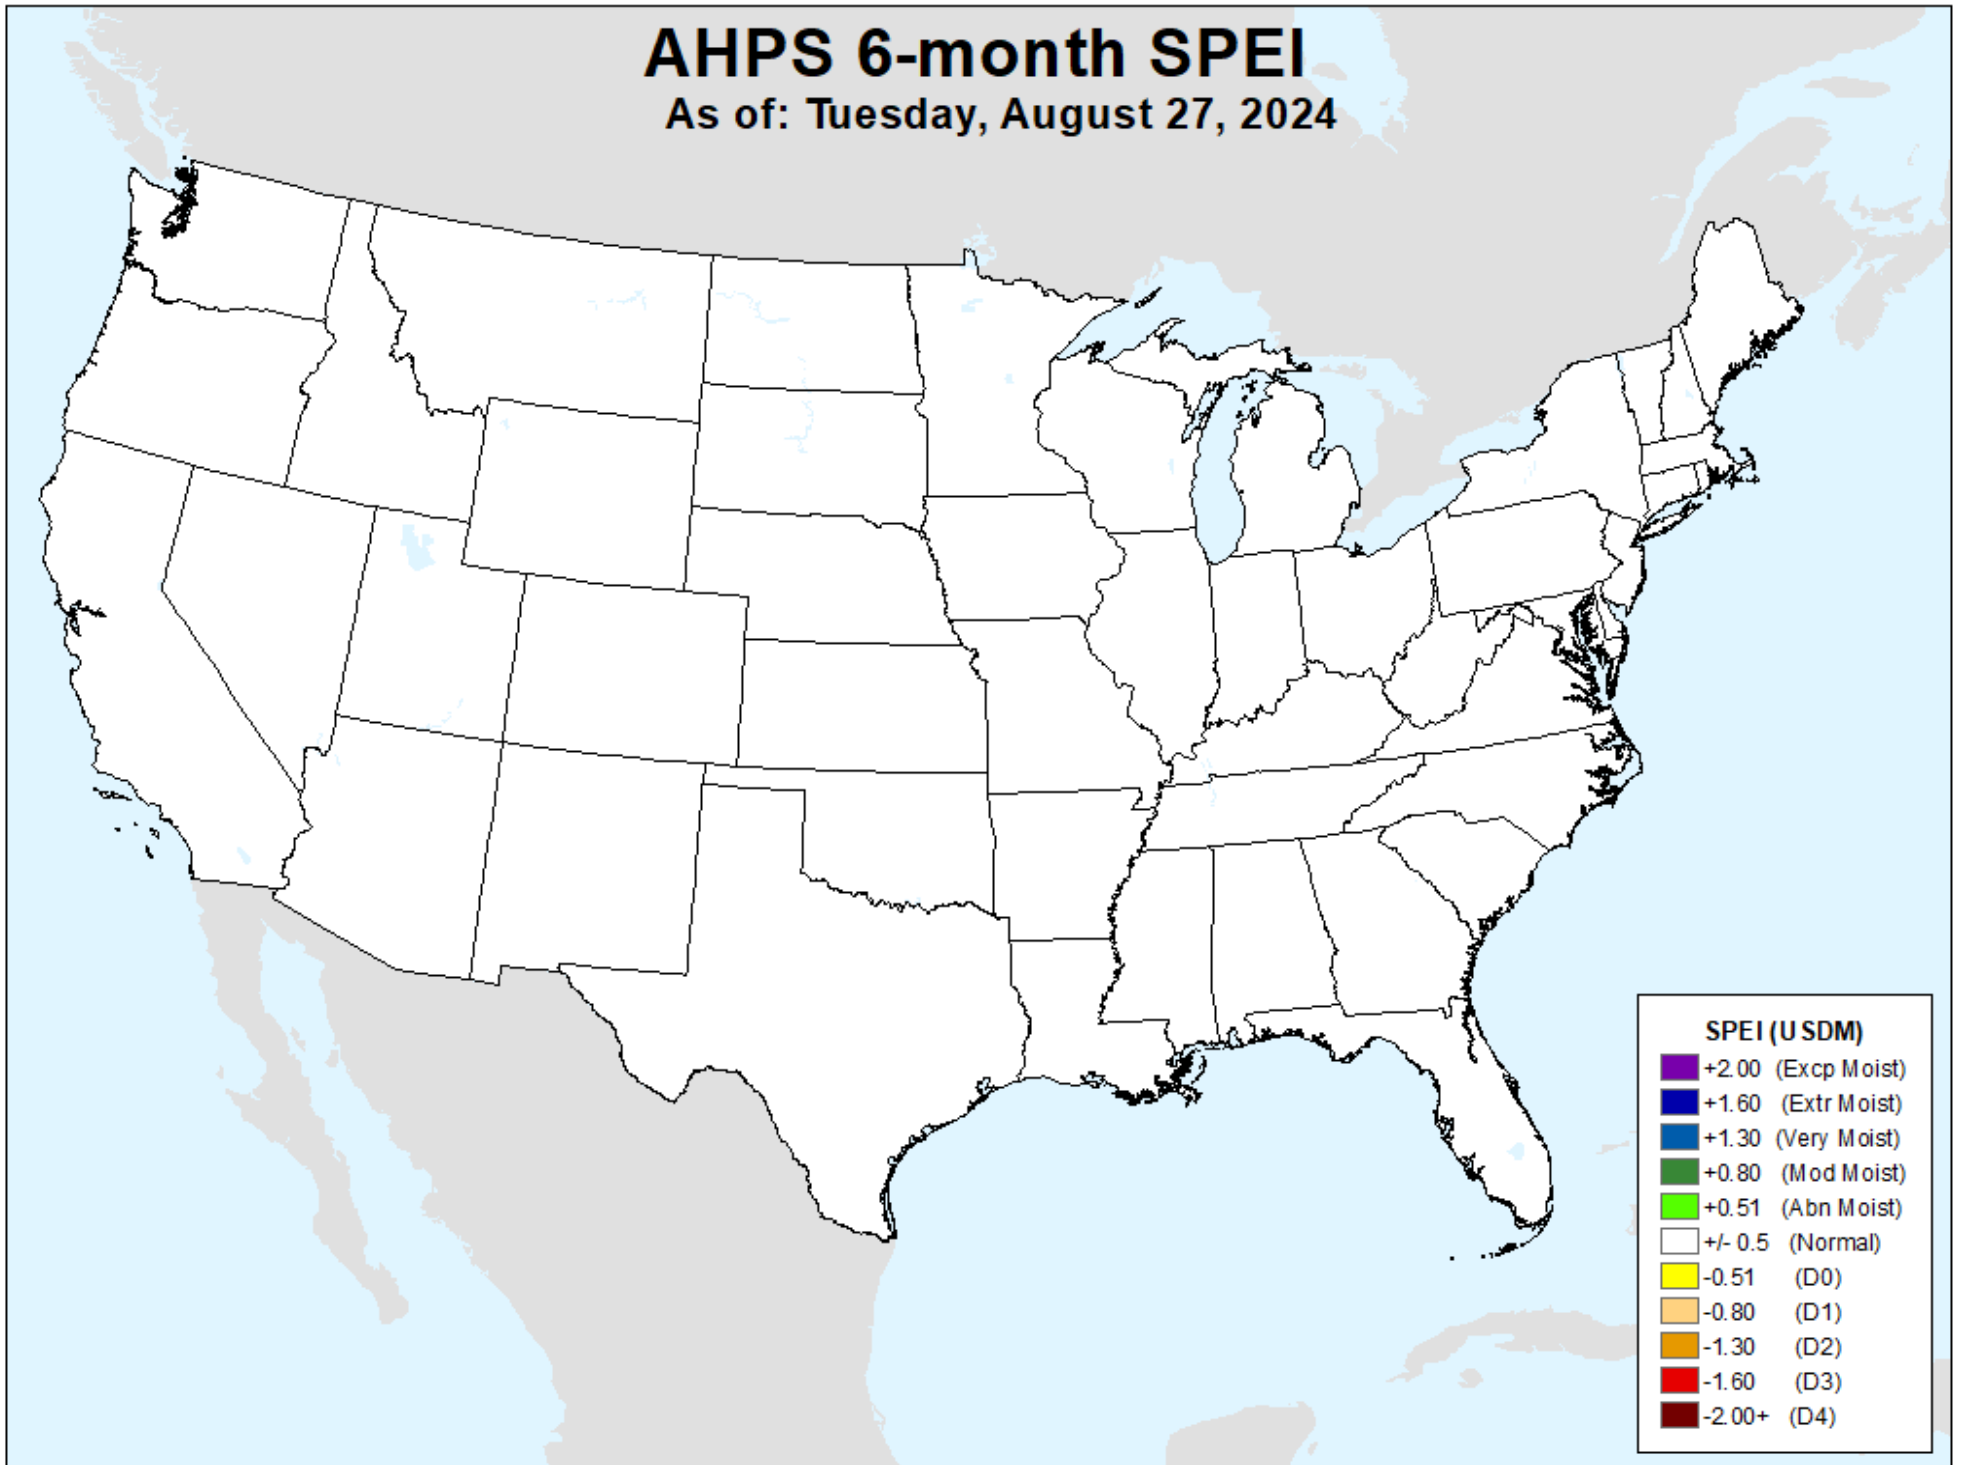 AHPS 6-month SPEI
As of: Tuesday, August 27, 2024
SPEI (USDM)
+2.00 (Excp Moist)
+1.60 (Extr Moist)
+1.30 (Very Moist)
+0.80 (Mod Moist)
+0.51 (Abn Moist)
+/- 0.5 (Normal)
-0.51 (D0)
-0.80 (D1)
-1.30 (D2)
-1.60 (D3)
-2.00+ (D4)